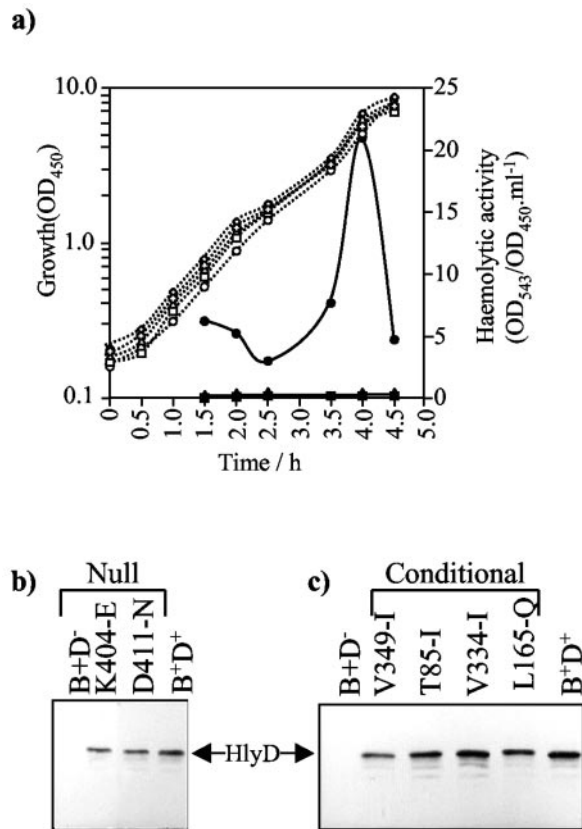 a)
10.0
1.0
0.1
Growth(OD450)
25
20
15
10
5
0
Haemolytic activity
(OD543/OD450.ml-1)
0
0.5
1.0
1.5
2.0
2.5
3.5
4.0
4.5
5.0
Time / h
b)
Null
B+D-
K404-E
D411-N
B+D+
HlyD
c)
Conditional
B+D-
V349-I
T85-I
V334-I
L165-Q
B+D+